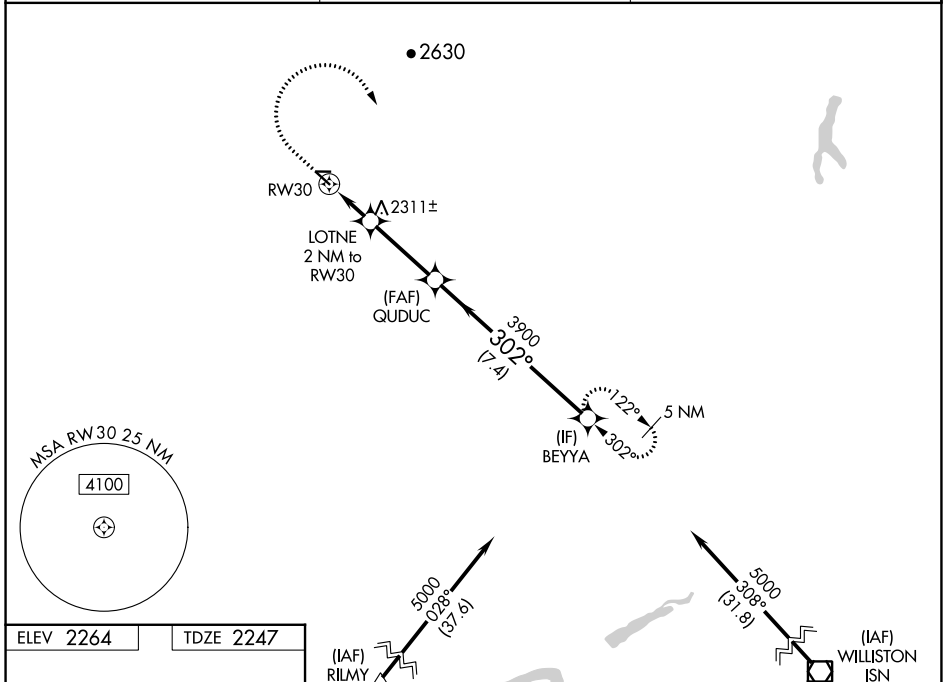 2630
RW30
2311±
LOTNE
2 NM to
RW30
(FAF)
QUDUC
3900
302°
(7.4)
122°
5 NM
302°
(IF)
BEYYA
MSA RW30 25 NM
4100
5000
028°
(37.6)
5000
308°
(31.8)
ELEV 2264
TDZE 2247
(IAF)
RILMY
(IAF)
WILLISTON
ISN